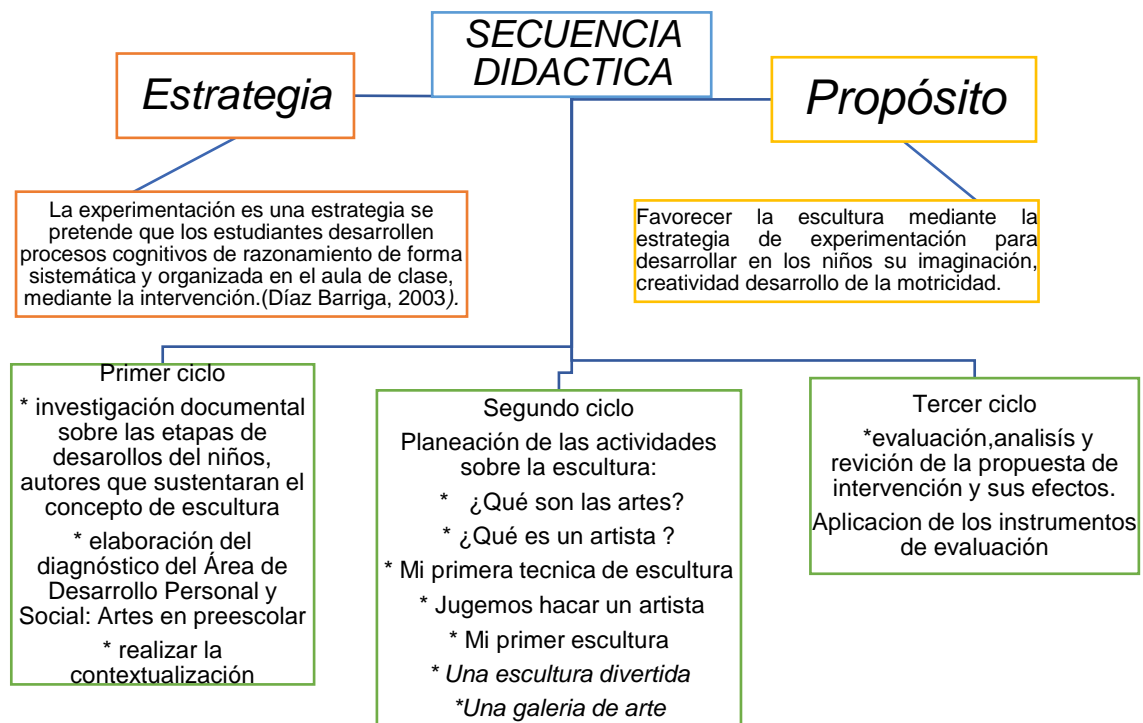 SECUENCIA
DIDACTICA
Estrategia
Propósito
La experimentación es una estrategia se
pretende que los estudiantes desarrollen
procesos cognitivos de razonamiento de forma
sistemática y organizada en el aula de clase,
mediante la intervención.(Díaz Barriga, 2003).
Favorecer la escultura mediante la
estrategia de experimentación para
desarrollar en los niños su imaginación,
creatividad desarrollo de la motricidad.
Primer ciclo
* investigación documental
sobre las etapas de
desarollos del niños,
autores que sustentaran el
concepto de escultura
* elaboración del
diagnóstico del Área de
Desarrollo Personal y
Social: Artes en preescolar
* realizar la
contextualización
Segundo ciclo
Planeación de las actividades
sobre la escultura:
* ¿Qué son las artes?
* ¿Qué es un artista ?
* Mi primera tecnica de escultura
* Jugemos hacar un artista
* Mi primer escultura
* Una escultura divertida
*Una galeria de arte
Tercer ciclo
*evaluación,analisís y
revición de la propuesta de
intervención y sus efectos.
Aplicacion de los instrumentos
de evaluación